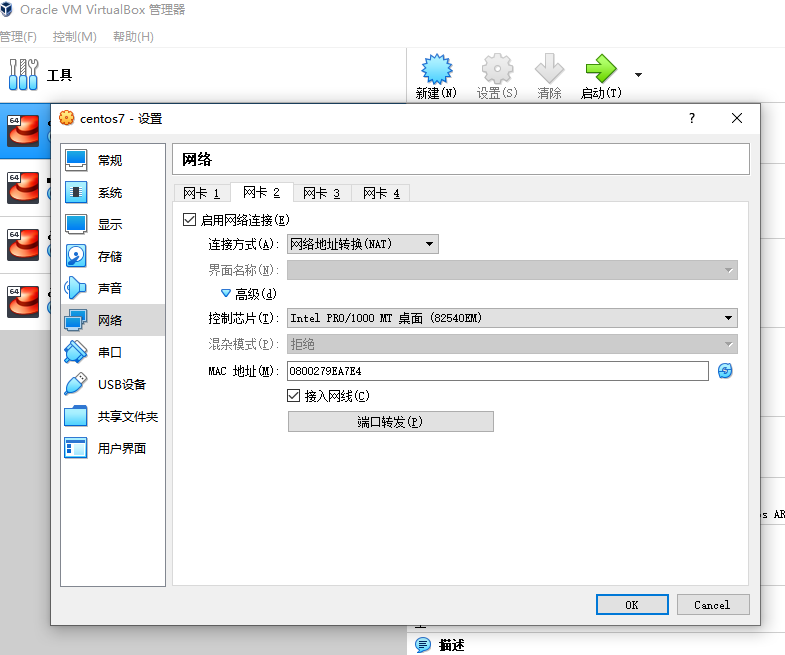 Oracle VM VirtualBox 管理器
管理(F) 控制(M) 帮助(H)
工具
新建(N) 设置(S) 清除 启动(T)
64
64
64
64
centos7 - 设置 ?
常规
系统
显示
存储
声音
网络
串口
USB设备
共享文件夹
用户界面
网络
网卡 1 网卡 2 网卡 3 网卡 4
启用网络连接(E)
连接方式(A): 网络地址转换(NAT)
界面名称(N):
高级(d)
控制芯片(T): Intel PRO/1000 MT 桌面 (82540EM)
混杂模式(P): 拒绝
MAC 地址(M): 0800279EA7E4
接入网线(C)
端口转发(P)
OK Cancel
描述